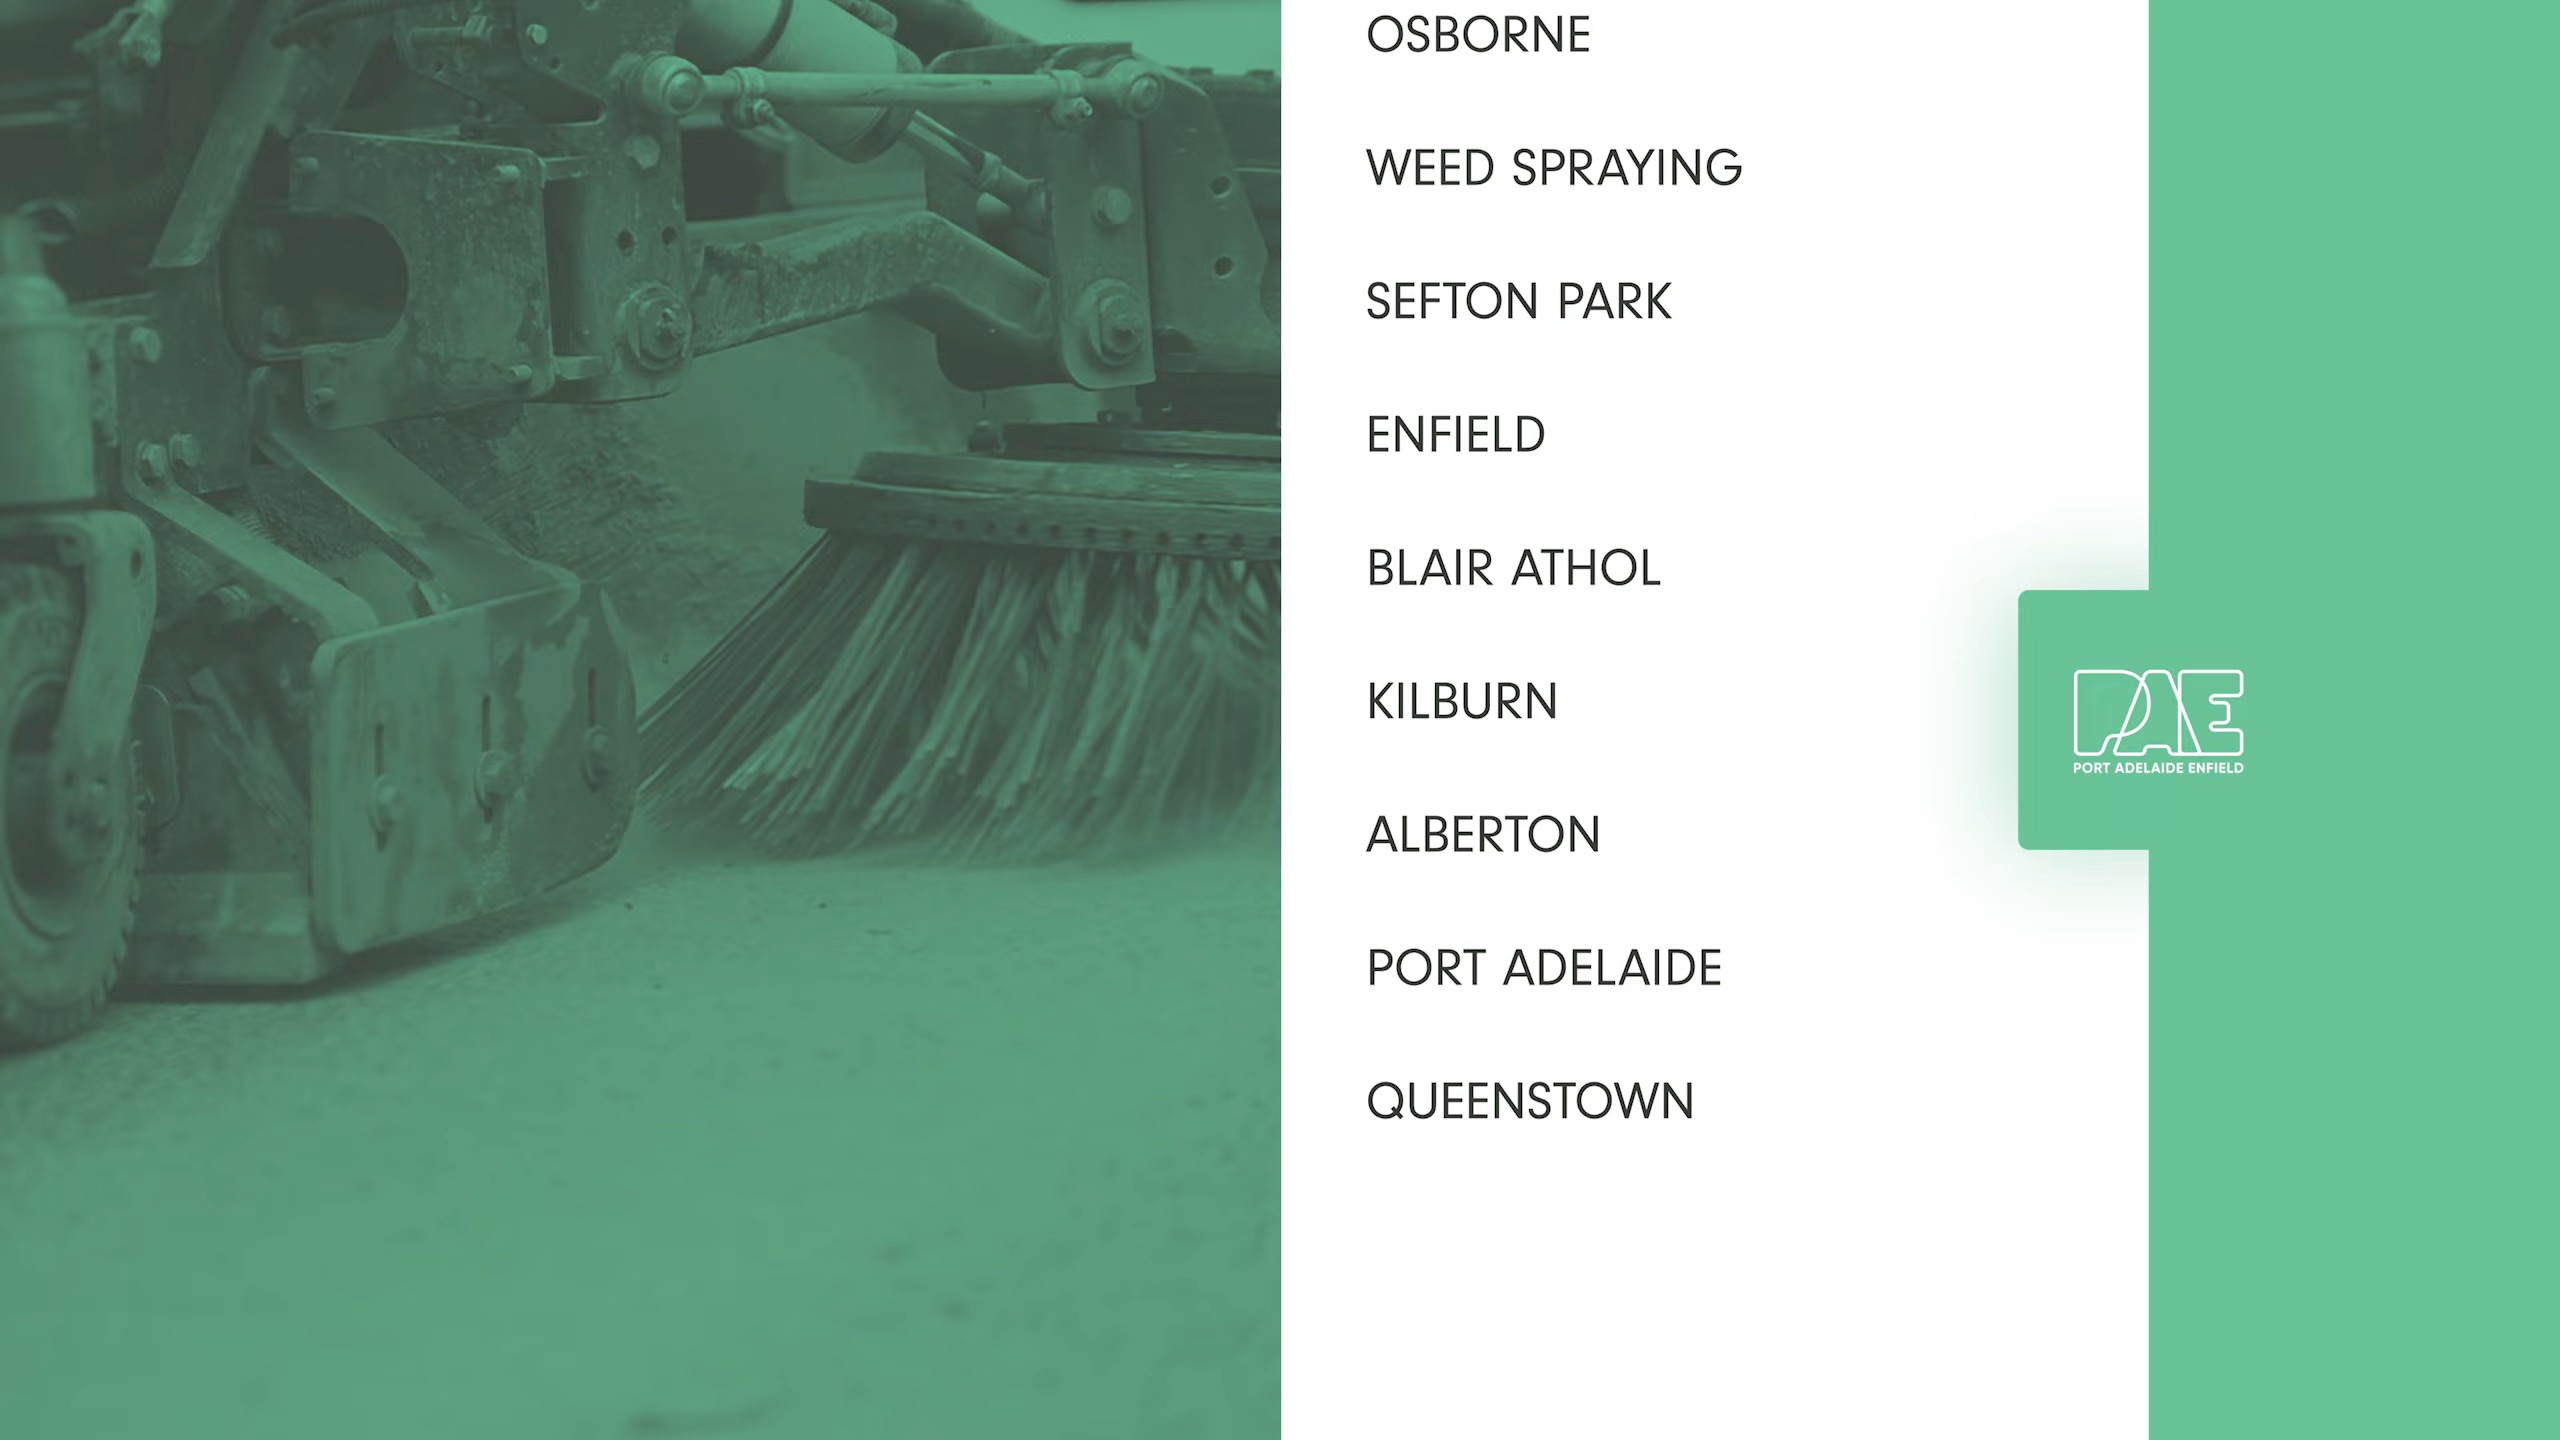 OSBORNE
WEED SPRAYING
SEFTON PARK
ENFIELD
BLAIR ATHOL
KILBURN
ALBERTON
PORT ADELAIDE
QUEENSTOWN
PAE
PORT ADELAIDE ENFIELD